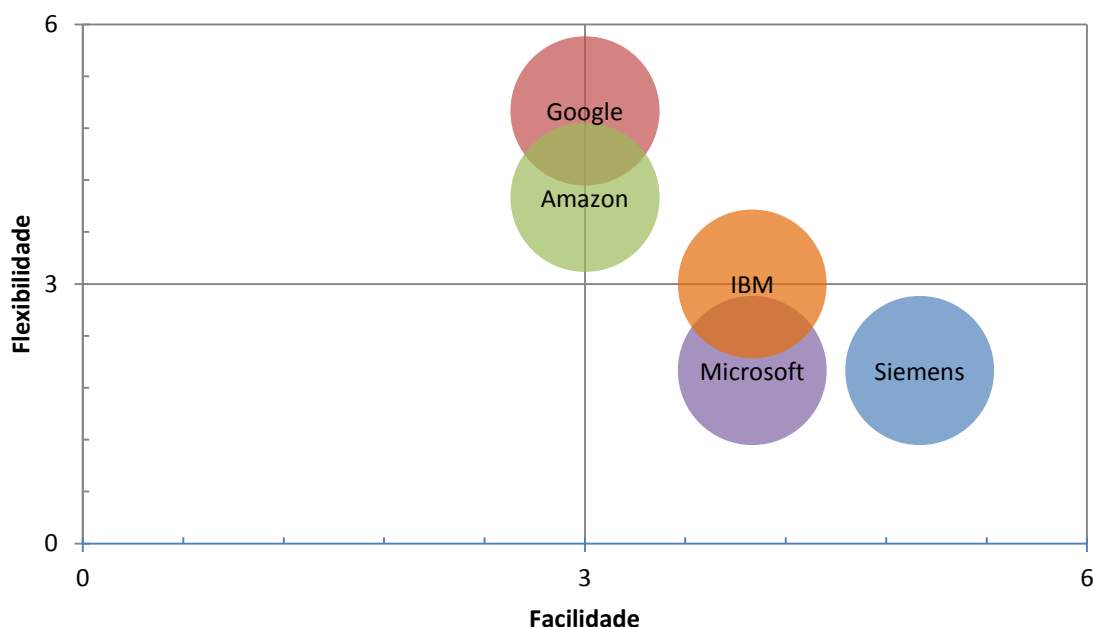 6
Google
Amazon
Flexibilidade
3
IBM
Microsoft
Siemens
0
0
3
6
Facilidade